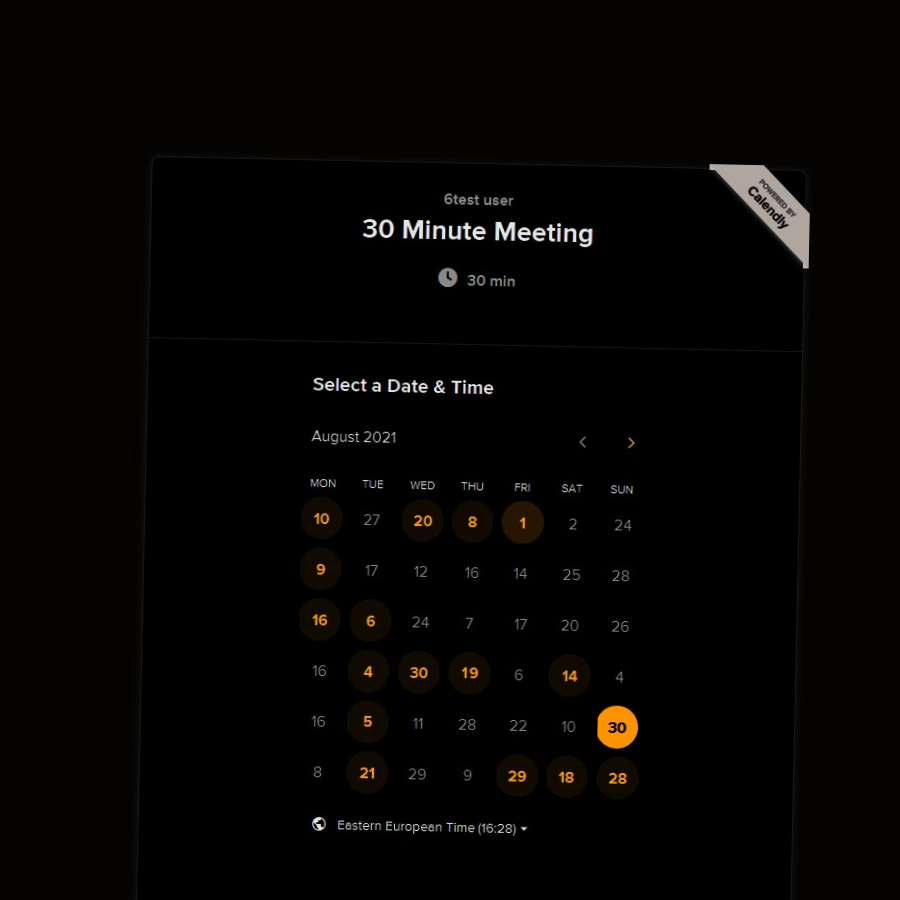 POWERED BY
Calendly
6test user
30 Minute Meeting
30 min
Select a Date & Time
August 2021
MON TUE WED THU FRI SAT SUN
10 27 20 8 1 2 24
9 17 12 16 14 25 28
16 6 24 7 17 20 26
16 4 30 19 6 14 4
16 5 11 28 22 10 30
8 21 29 9 29 18 28
Eastern European Time (16:28)